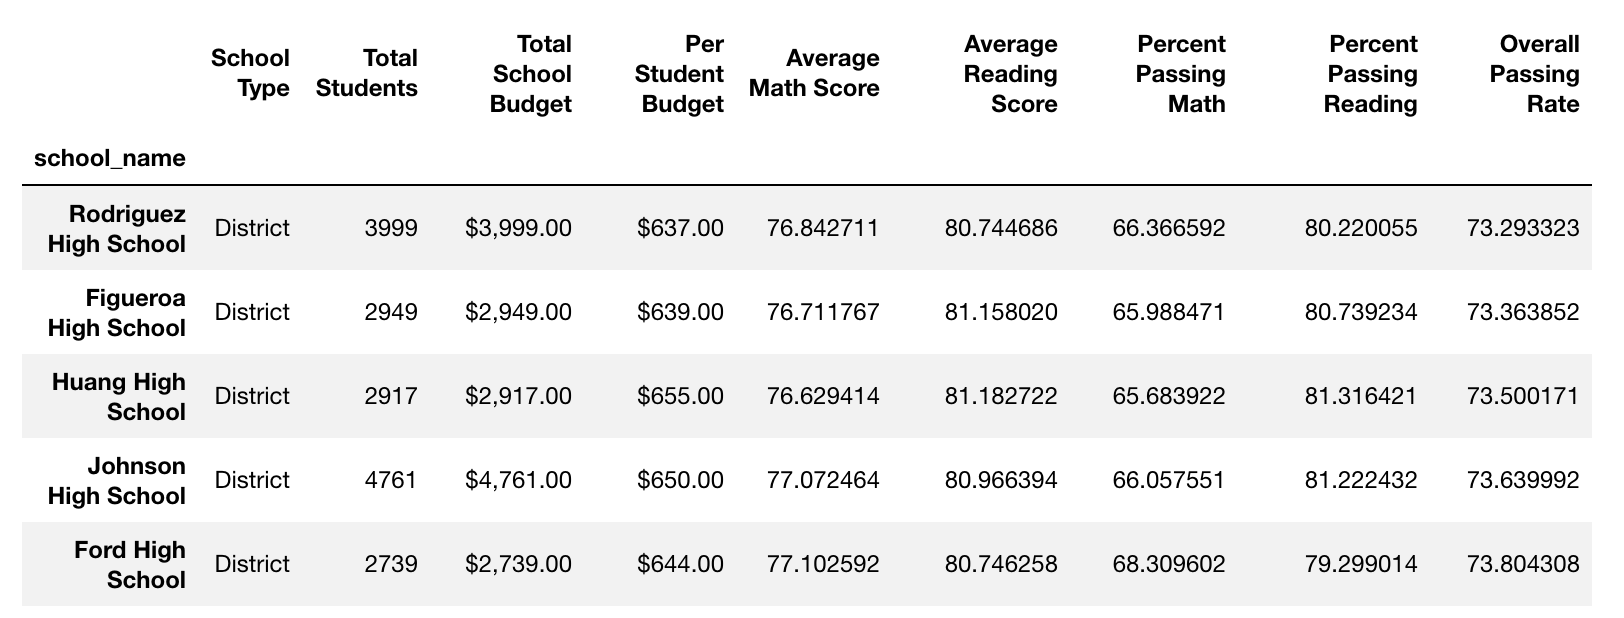 School Type Total Students Total School Budget Per Student Budget Average Math Score Average Reading Score Percent Passing Math Percent Passing Reading Overall Passing Rate
school_name
Rodriguez High School District 3999 $3,999.00 $637.00 76.842711 80.744686 66.366592 80.220055 73.293323
Figueroa High School District 2949 $2,949.00 $639.00 76.711767 81.158020 65.988471 80.739234 73.363852
Huang High School District 2917 $2,917.00 $655.00 76.629414 81.182722 65.683922 81.316421 73.500171
Johnson High School District 4761 $4,761.00 $650.00 77.072464 80.966394 66.057551 81.222432 73.639992
Ford High School District 2739 $2,739.00 $644.00 77.102592 80.746258 68.309602 79.299014 73.804308